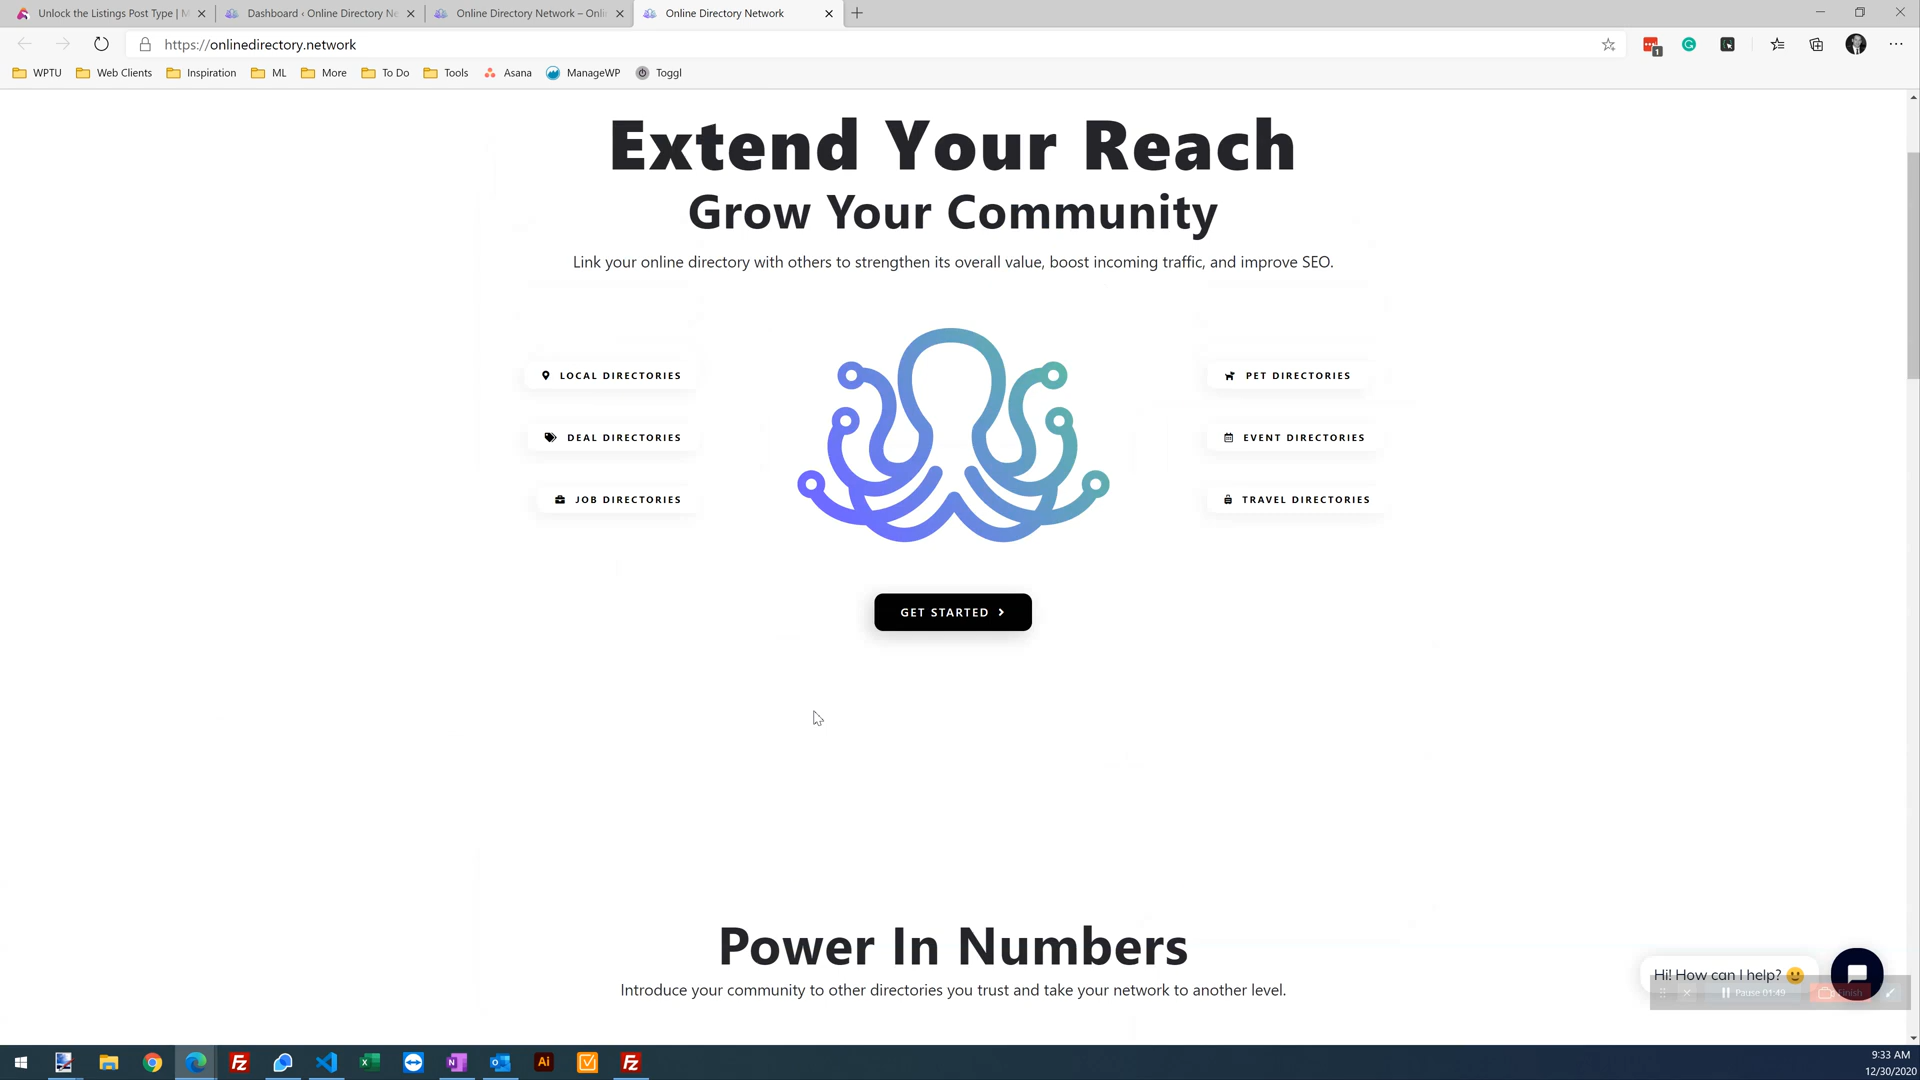 Unlock the Listings Post Type | M
Dashboard ‹ Online Directory Ne
Online Directory Network – Onli
Online Directory Network
https://onlinedirectory.network
1
WPTU
Web Clients
Inspiration
ML
More
To Do
Tools
Asana
ManageWP
Toggl
Extend Your Reach
Grow Your Community
Link your online directory with others to strengthen its overall value, boost incoming traffic, and improve SEO.
LOCAL DIRECTORIES
PET DIRECTORIES
DEAL DIRECTORIES
EVENT DIRECTORIES
JOB DIRECTORIES
TRAVEL DIRECTORIES
GET STARTED
Power In Numbers
Introduce your community to other directories you trust and take your network to another level.
Hi! How can I help? 🙂
Pause 01:49
Finish
9:33 AM
12/30/2020